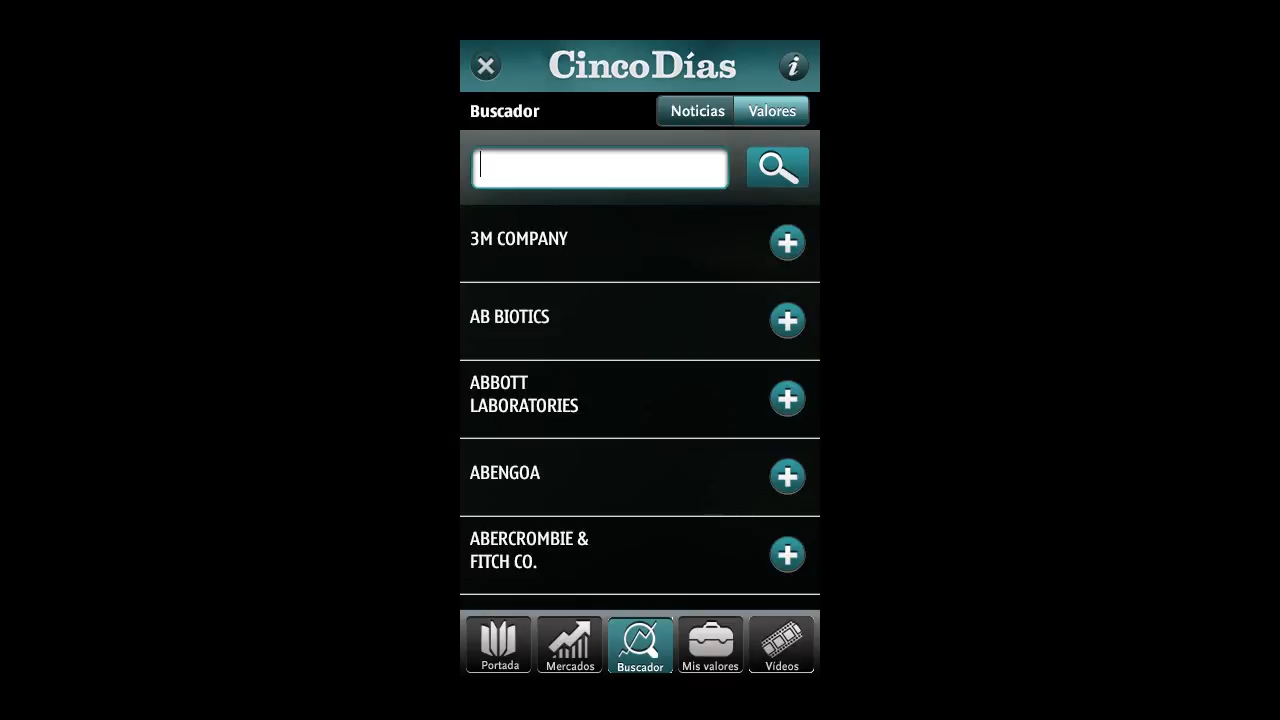 CincoDías
Buscador
Noticias
Valores
3M COMPANY
AB BIOTICS
ABBOTT
LABORATORIES
ABENGOA
ABERCROMBIE &
FITCH CO.
Portada
Mercados
Buscador
Mis valores
Vídeos